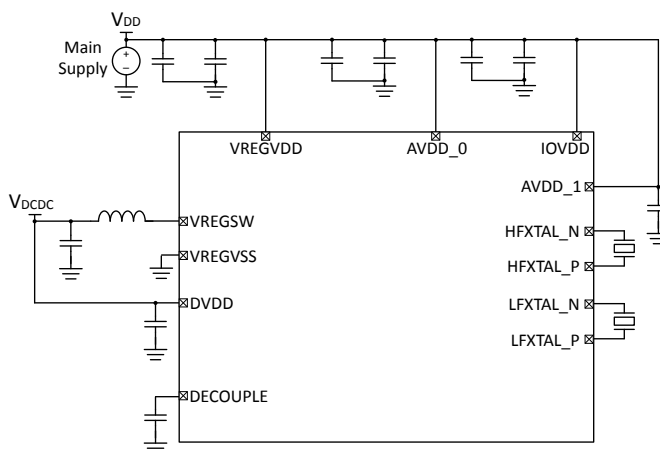 VDD
Main
Supply
+
−
VREGVDD
AVDD_0
IOVDD
AVDD_1
VDCDC
VREGSW
HFXTAL_N
VREGVSS
HFXTAL_P
DVDD
LFXTAL_N
LFXTAL_P
DECOUPLE